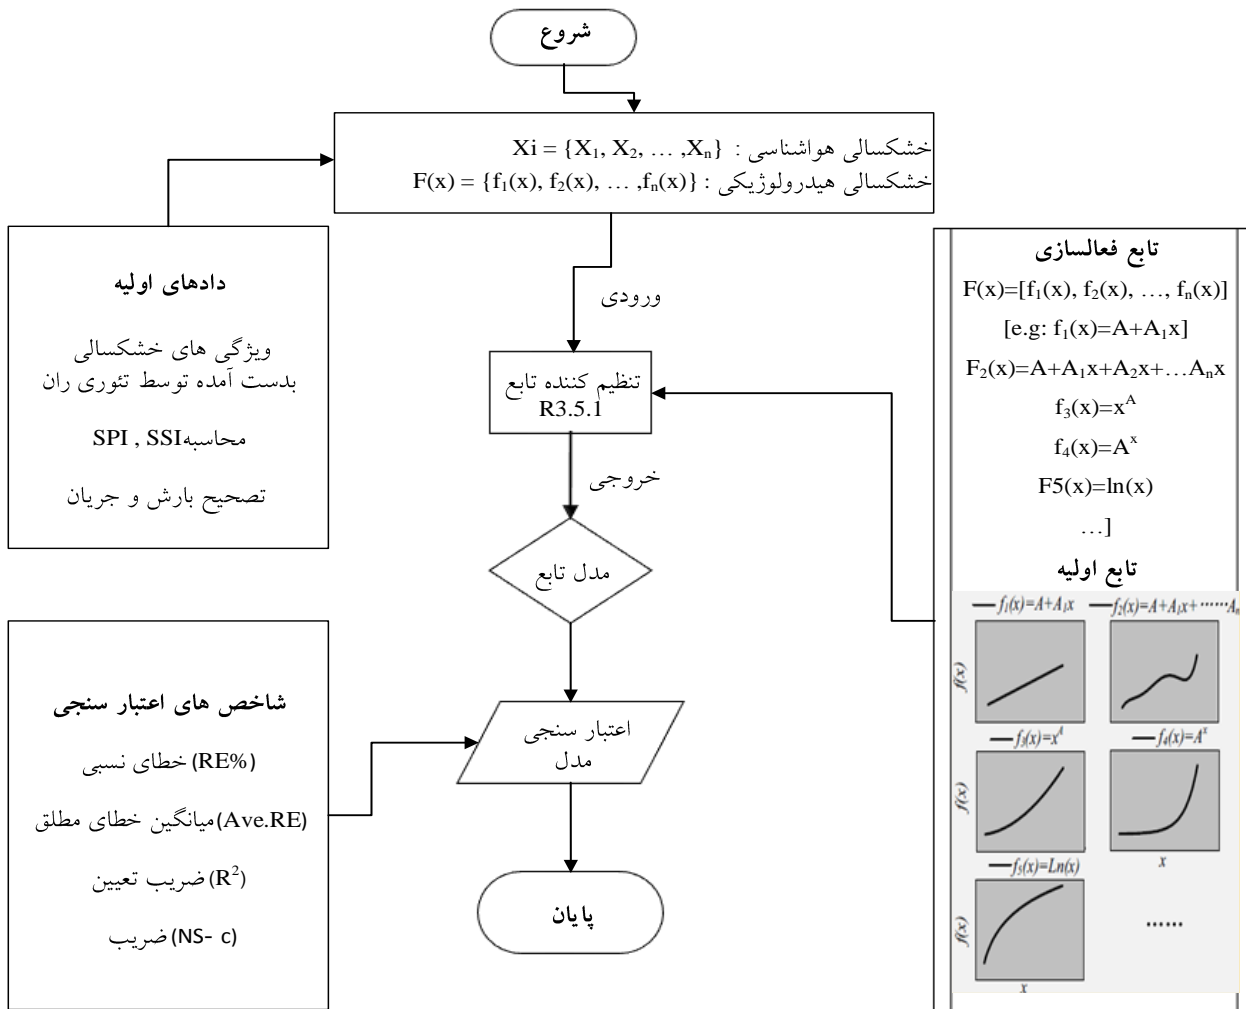 شروع
خشکسالی هواشناسی : Xi = {X₁, X₂, … ,Xₙ}
خشکسالی هیدرولوژیکی : F(x) = {f₁(x), f₂(x), … ,fₙ(x)}
دادهای اولیه
ویژگی های خشکسالی
بدست آمده توسط تئوری ران
محاسبهSPI , SSI
تصحیح بارش و جریان
ورودی
تنظیم کننده تابع
R3.5.1
خروجی
مدل تابع
اعتبار سنجی
مدل
پایان
شاخص های اعتبار سنجی
(RE%) خطای نسبی
(Ave.RE)میانگین خطای مطلق
(R²) ضریب تعیین
(NS- c) ضریب
تابع فعالسازی
F(x)=[f₁(x), f₂(x), …, fₙ(x)]
[e.g: f₁(x)=A+A₁x]
F₂(x)=A+A₁x+A₂x+…Aₙx
f₃(x)=xᴬ
f₄(x)=Aˣ
F5(x)=ln(x)
…]
تابع اولیه
f₁(x)=A+A₁x
f₂(x)=A+A₁x+······Aₙ
f(x)
f₃(x)=xᴬ
f₄(x)=Aˣ
f(x)
x
f₅(x)=Ln(x)
f(x)
······
x